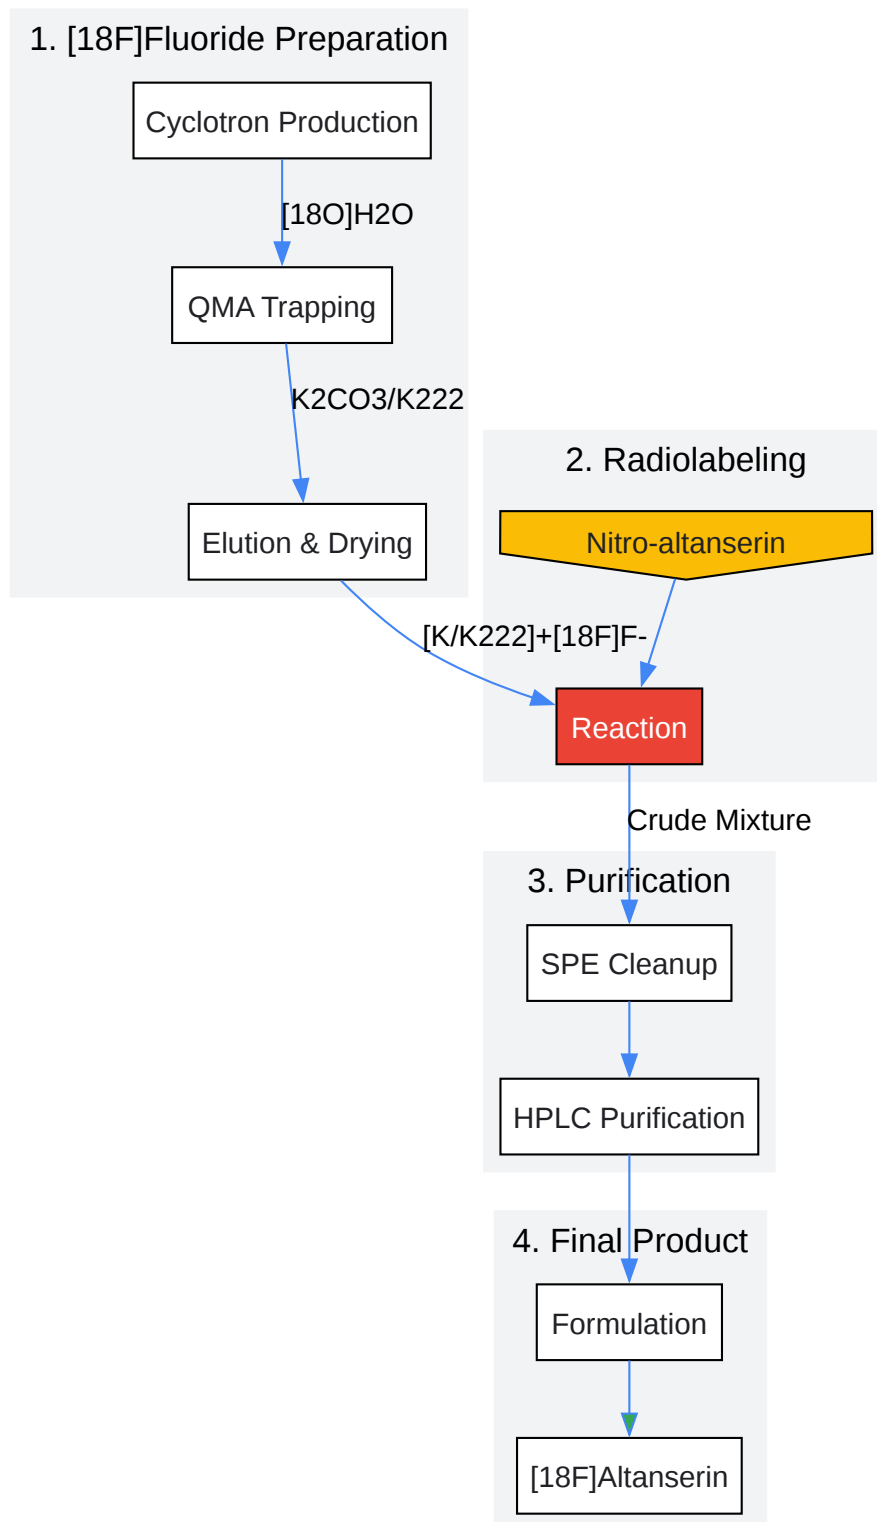 1. [18F]Fluoride Preparation
Cyclotron Production
[18O]H2O
QMA Trapping
K2CO3/K222
Elution & Drying
2. Radiolabeling
Nitro-altanserin
[K/K222]+[18F]F-
Reaction
Crude Mixture
3. Purification
SPE Cleanup
HPLC Purification
4. Final Product
Formulation
[18F]Altanserin